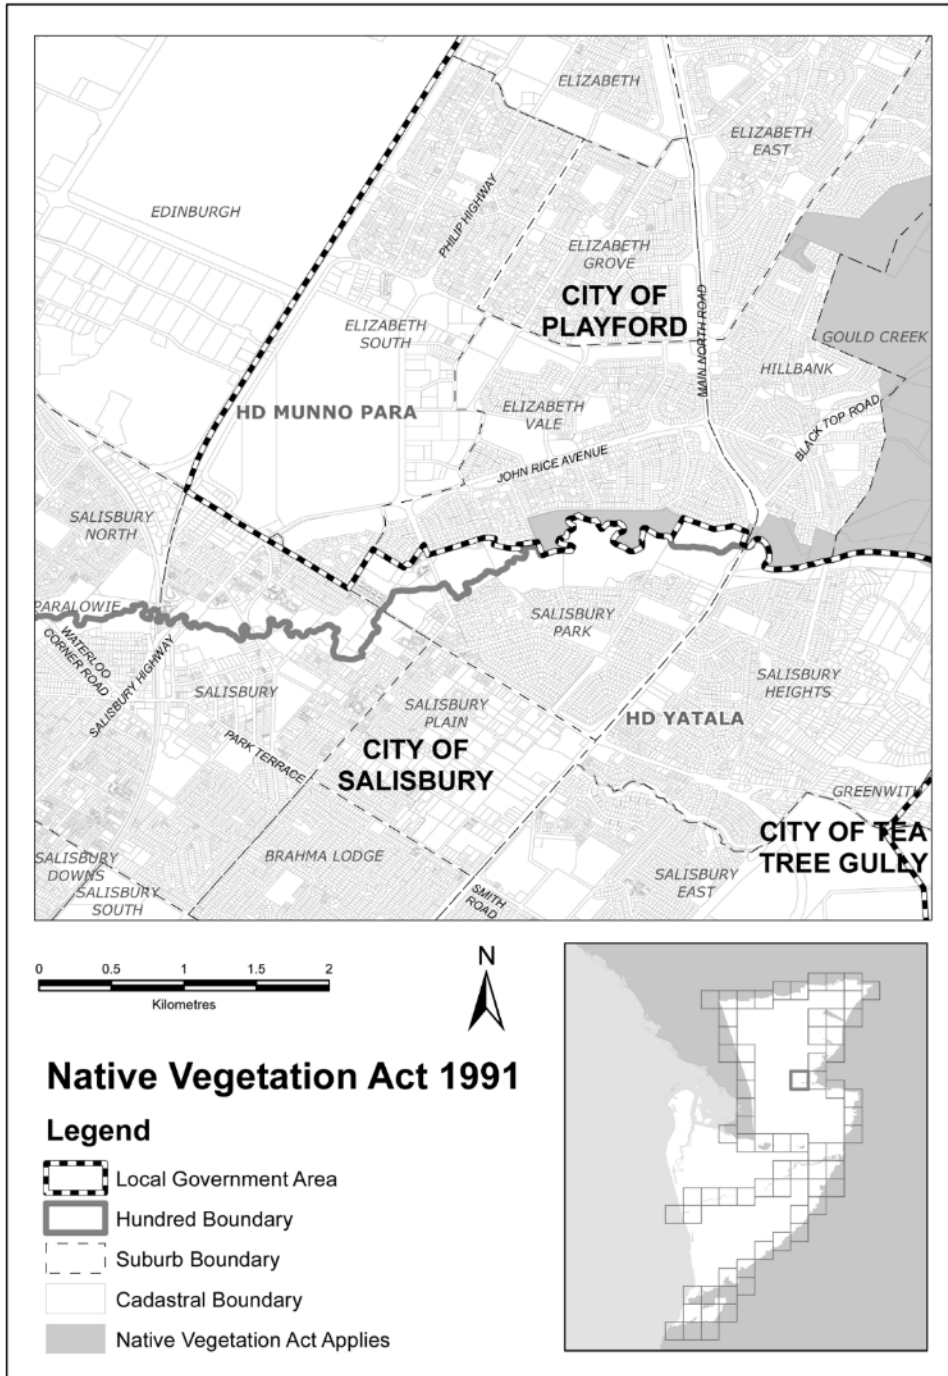 ELIZABETH
ELIZABETH
EAST
EDINBURGH
PHILIP HIGHWAY
ELIZABETH
GROVE
CITY OF
PLAYFORD
MAIN NORTH ROAD
ELIZABETH
SOUTH
GOULD CREEK
HILLBANK
HD MUNNO PARA
ELIZABETH
VALE
BLACK TOP ROAD
JOHN RICE AVENUE
SALISBURY
NORTH
PARALOWIE
WATERLOO
CORNER ROAD
SALISBURY HIGHWAY
SALISBURY
PARK
SALISBURY
SALISBURY
HEIGHTS
SALISBURY
PLAIN
HD YATALA
PARK TERRACE
CITY OF
SALISBURY
GREENWITH
CITY OF TEA
TREE GULLY
BRAHMA LODGE
SALISBURY
DOWNS
SALISBURY
SOUTH
SMITH
ROAD
SALISBURY
EAST
0 0.5 1 1.5 2
Kilometres
N
Native Vegetation Act 1991
Legend
Local Government Area
Hundred Boundary
Suburb Boundary
Cadastral Boundary
Native Vegetation Act Applies